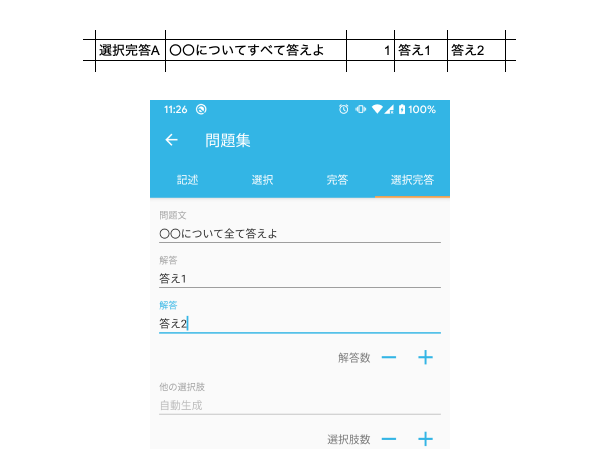 選択完答A 〇〇についてすべて答えよ 1 答え1 答え2
11:26 100%
問題集
記述 選択 完答 選択完答
問題文
〇〇について全て答えよ
解答
答え1
解答
答え2
解答数
他の選択肢
自動生成
選択肢数